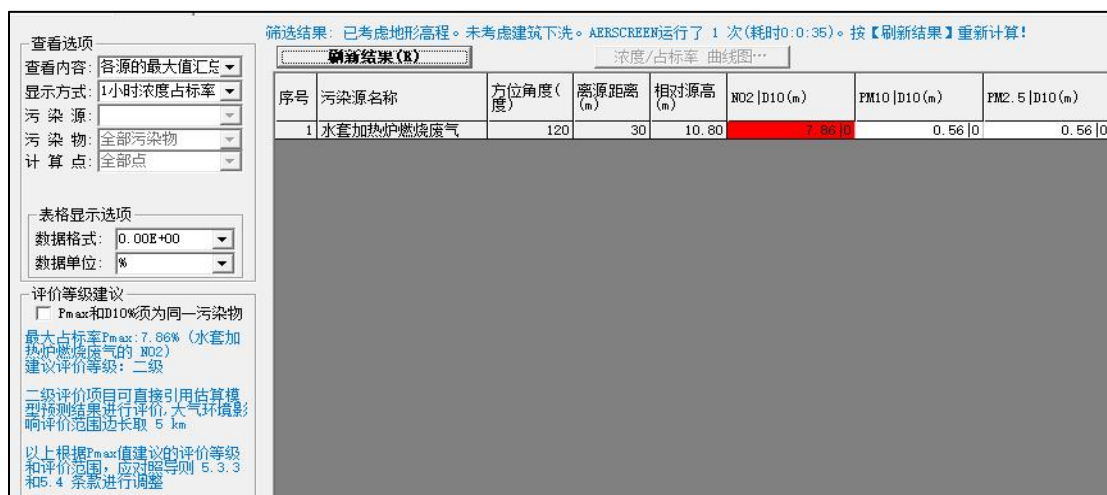 筛选结果: 已考虑地形高程。未考虑建筑下洗。AERSCREEN运行了 1 次(耗时0:0:35)。按【刷新结果】重新计算!
查看选项
查看内容: 各源的最大值汇总
显示方式: 1小时浓度占标率
污 染 源:
污 染 物: 全部污染物
计 算 点: 全部点
表格显示选项
数据格式: 0.00E+00
数据单位: %
评价等级建议
Pmax和D10%须为同一污染物
最大占标率Pmax:7.86% (水套加
热炉燃烧废气的 NO2)
建议评价等级: 二级
二级评价项目可直接引用估算模
型预测结果进行评价,大气环境影
响评价范围边长取 5 km
以上根据Pmax值建议的评价等级
和评价范围, 应对照导则 5.3.3
和5.4 条款进行调整
刷新结果(R)
浓度/占标率 曲线图…
序号 污染源名称 方位角度(度) 离源距离(m) 相对源高(m) NO2|D10(m) PM10|D10(m) PM2.5|D10(m)
1 水套加热炉燃烧废气 120 30 10.80 7.86|0 0.56|0 0.56|0